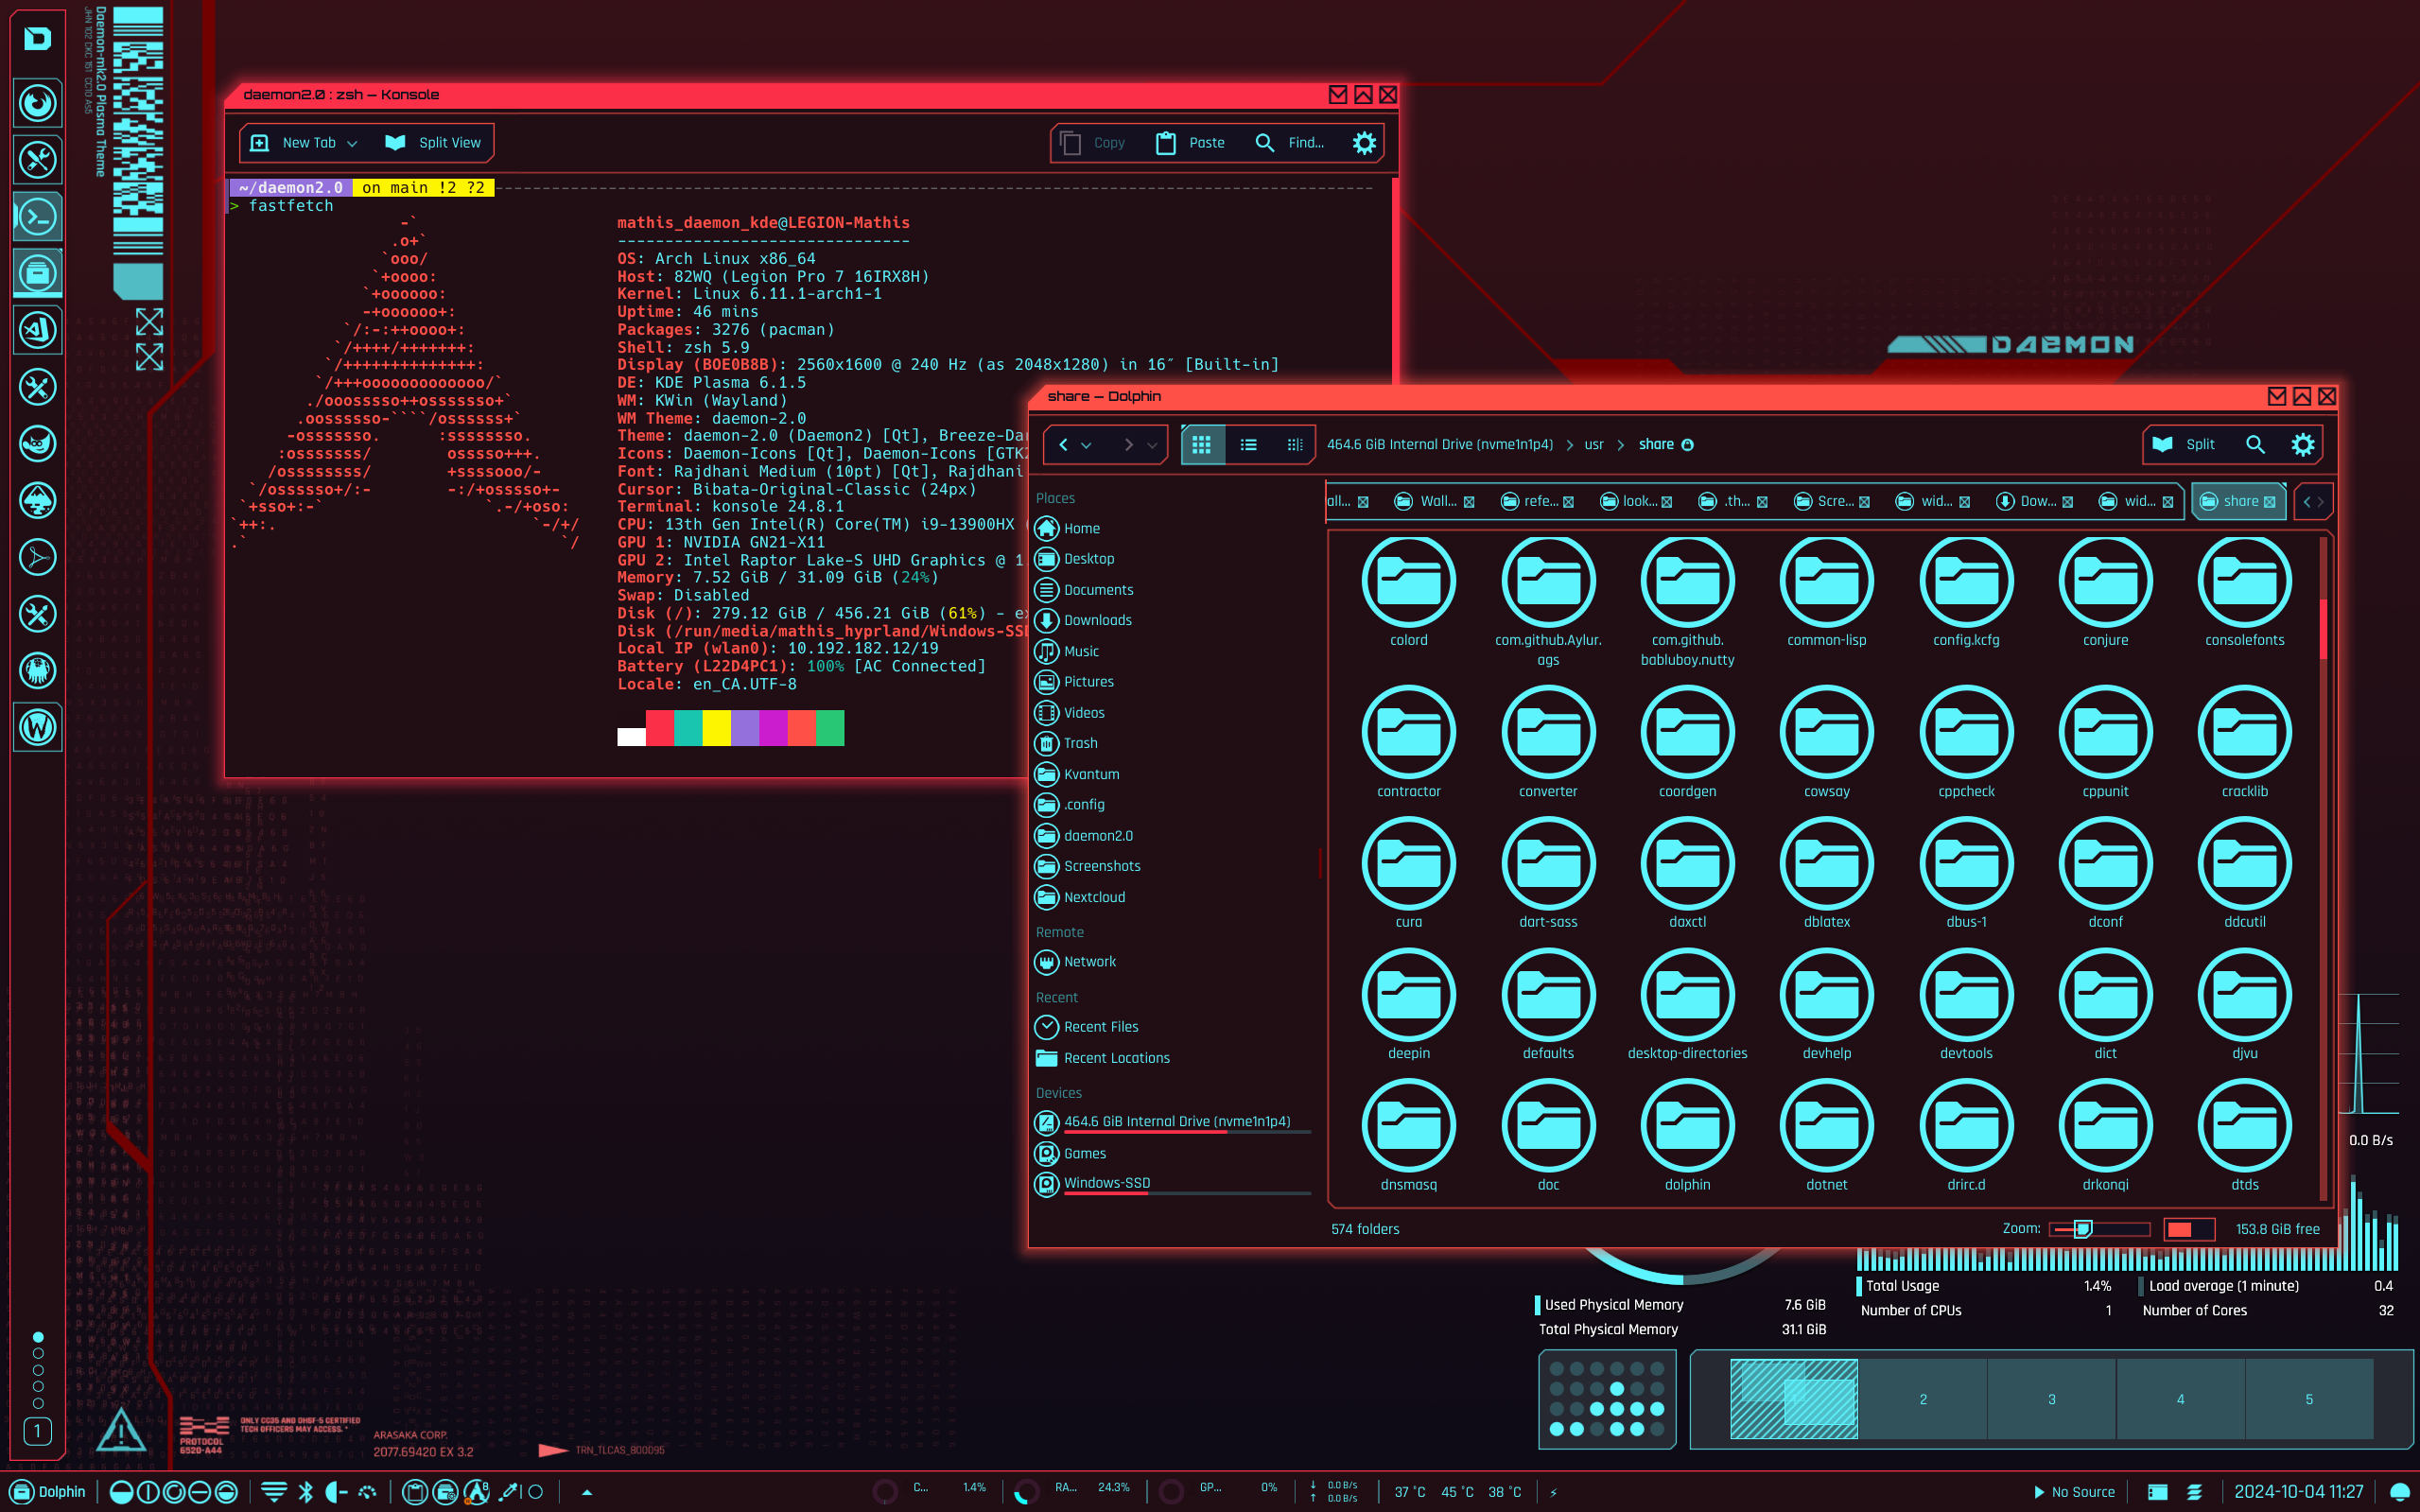 Daemon-mk2.0 Plasma Theme
daemon2.0 : zsh — Konsole
New Tab
Split View
Copy
Paste
Find...
~/daemon2.0 on main !2 ?2
> fastfetch
mathis_daemon_kde@LEGION-Mathis
-------------------------------
OS: Arch Linux x86_64
Host: 82WQ (Legion Pro 7 16IRX8H)
Kernel: Linux 6.11.1-arch1-1
Uptime: 46 mins
Packages: 3276 (pacman)
Shell: zsh 5.9
Display (BOE0B8B): 2560x1600 @ 240 Hz (as 2048x1280) in 16″ [Built-in]
DE: KDE Plasma 6.1.5
WM: KWin (Wayland)
WM Theme: daemon-2.0
Theme: daemon-2.0 (Daemon2) [Qt], Breeze-Dar
Icons: Daemon-Icons [Qt], Daemon-Icons [GTK2
Font: Rajdhani Medium (10pt) [Qt], Rajdhani
Cursor: Bibata-Original-Classic (24px)
Terminal: konsole 24.8.1
CPU: 13th Gen Intel(R) Core(TM) i9-13900HX (
GPU 1: NVIDIA GN21-X11
GPU 2: Intel Raptor Lake-S UHD Graphics @ 1
Memory: 7.52 GiB / 31.09 GiB (24%)
Swap: Disabled
Disk (/): 279.12 GiB / 456.21 GiB (61%) - ex
Disk (/run/media/mathis_hyprland/Windows-SSD
Local IP (wlan0): 10.192.182.12/19
Battery (L22D4PC1): 100% [AC Connected]
Locale: en_CA.UTF-8
DAEMON
share — Dolphin
464.6 GiB Internal Drive (nvme1n1p4) > usr > share
Split
all... Wall... refe... look... .th... Scre... wid... Dow... wid... share
Places
Home
Desktop
Documents
Downloads
Music
Pictures
Videos
Trash
Kvantum
.config
daemon2.0
Screenshots
Nextcloud
Remote
Network
Recent
Recent Files
Recent Locations
Devices
464.6 GiB Internal Drive (nvme1n1p4)
Games
Windows-SSD
colord com.github.Aylur. com.github. common-lisp config.kcfg conjure consolefonts
ags babluboy.nutty
contractor converter coordgen cowsay cppcheck cppunit cracklib
cura dart-sass daxctl dblatex dbus-1 dconf ddcutil
deepin defaults desktop-directories devhelp devtools dict djvu
dnsmasq doc dolphin dotnet drirc.d drkonqi dtds
574 folders
Zoom:
153.8 GiB free
0.0 B/s
Used Physical Memory 7.6 GiB
Total Physical Memory 31.1 GiB
Total Usage 1.4%
Load average (1 minute) 0.4
Number of CPUs 1
Number of Cores 32
2 3 4 5
1
PROTOCOL
6520-A44
ONLY CC35 AND DHSF-5 CERTIFIED
TECH OFFICERS MAY ACCESS. *
ARASAKA CORP.
2077.69420 EX 3.2
TRN_TLCAS_800095
Dolphin
C... 1.4%
RA... 24.3%
GP... 0%
↓ 0.0 B/s
↑ 0.0 B/s
37 °C 45 °C 38 °C
No Source
2024-10-04 11:27